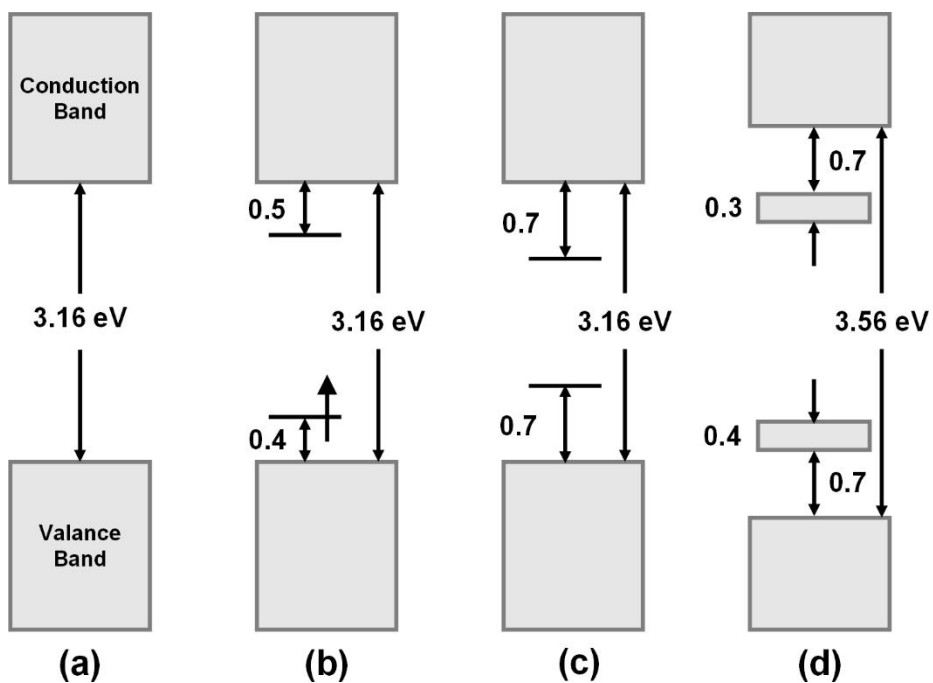 Conduction
Band
3.16 eV
Valance
Band
(a)
0.5
3.16 eV
0.4
(b)
0.7
3.16 eV
0.7
(c)
0.7
0.3
3.56 eV
0.4
0.7
(d)